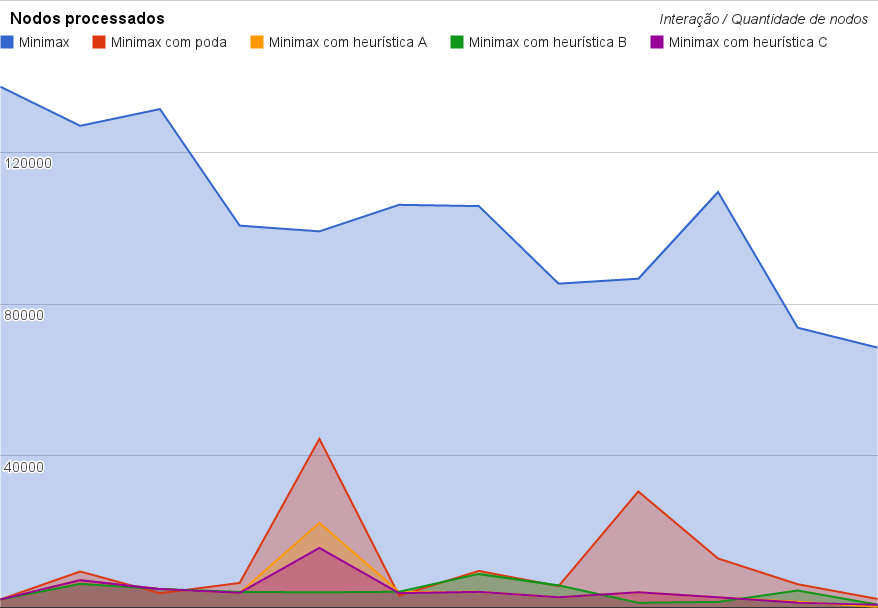 Nodos processados
Interação / Quantidade de nodos
Minimax Minimax com poda Minimax com heurística A Minimax com heurística B Minimax com heurística C
120000
80000
40000